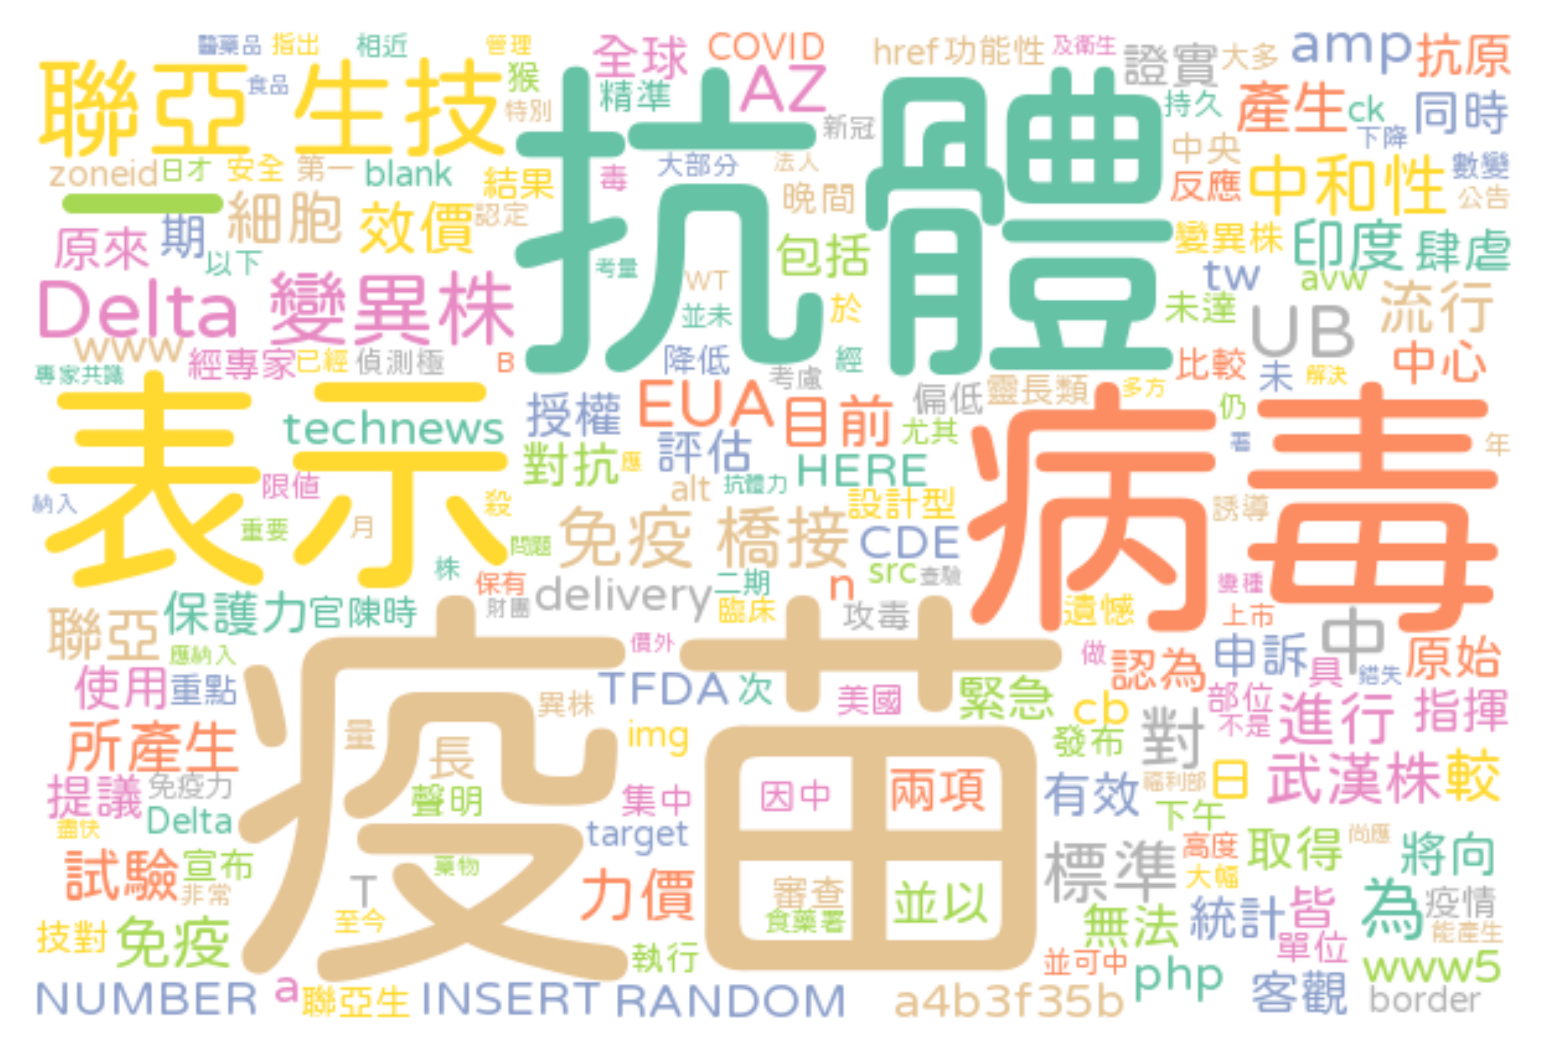 醫藥品 指出 相近 管理 全球 COVID href 功能性 及衛生 證實 大多 amp 抗原
聯亞 食品 生技 猴 特別 精準 AZ 新冠 持久 產生 ck 同時 下降
抗體
zoneid 日才 安全 第一 blank 結果 毒 大部分 法人 中央 反應 中和性 數變 公告
一 原來 期 細胞 效價 認定 晚間 以下 考量 包括 變異株 印度 肆虐
Delta 變異株 WT 並未 於 tw avw 未達 UB 流行
www 專家共識 經專家 已經 偵測極 B 降低 考慮 經 比較 未 解決 中心
表示 technews 授權 EUA 目前 偏低 靈長類 多方 仍 尤其
病毒
對抗 應 評估 HERE 署 年
納入 限值 重要 月 殺 問題 alt 抗體力 設計型 誘導
免疫 橋接 CDE src 查驗
株 保有 財團 delivery 二期 臨床 n 攻毒 遺憾 上市 變種
聯亞 保護力 官陳時 應納入 價外 做 認為 申訴 中 具 錯失 原始
疫苗
使用 重點 異株 TFDA 次 美國 緊急 cb 部位 不是 進行 指揮
所產生 量 長 img 發布 對 福利部 日 武漢株 較
提議 免疫力 聲明 集中 因中 兩項 有效 下午
盡快 Delta target 高度 取得 尚應 將向
試驗 宣布 非常 藥物 T 力價 審查 並以 標準 大幅 皆 為 疫情
技對 免疫 至今 食藥署 執行 無法 統計 單位 能產生
並可中 php www5
NUMBER a 聯亞生 INSERT RANDOM a4b3f35b 客觀 border